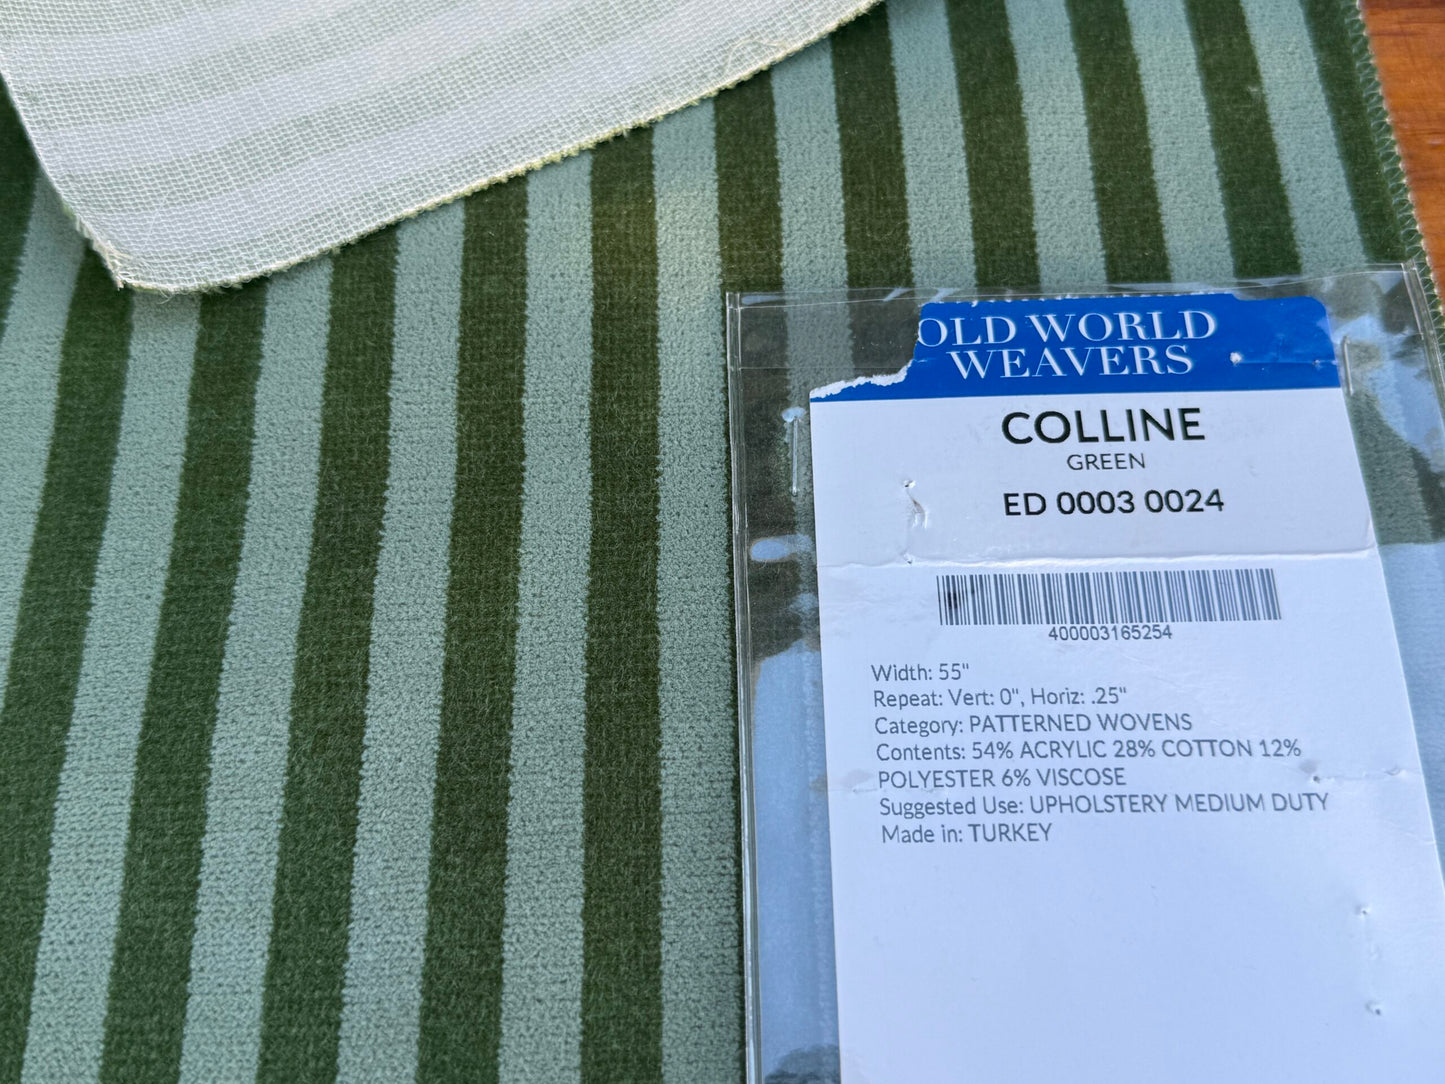 OLD WORLD
WEAVERS
COLLINE
GREEN
ED 0003 0024
400003165254
Width: 55"
Repeat: Vert: 0", Horiz: .25"
Category: PATTERNED WOVENS
Contents: 54% ACRYLIC 28% COTTON 12%
POLYESTER 6% VISCOSE
Suggested Use: UPHOLSTERY MEDIUM DUTY
Made in: TURKEY